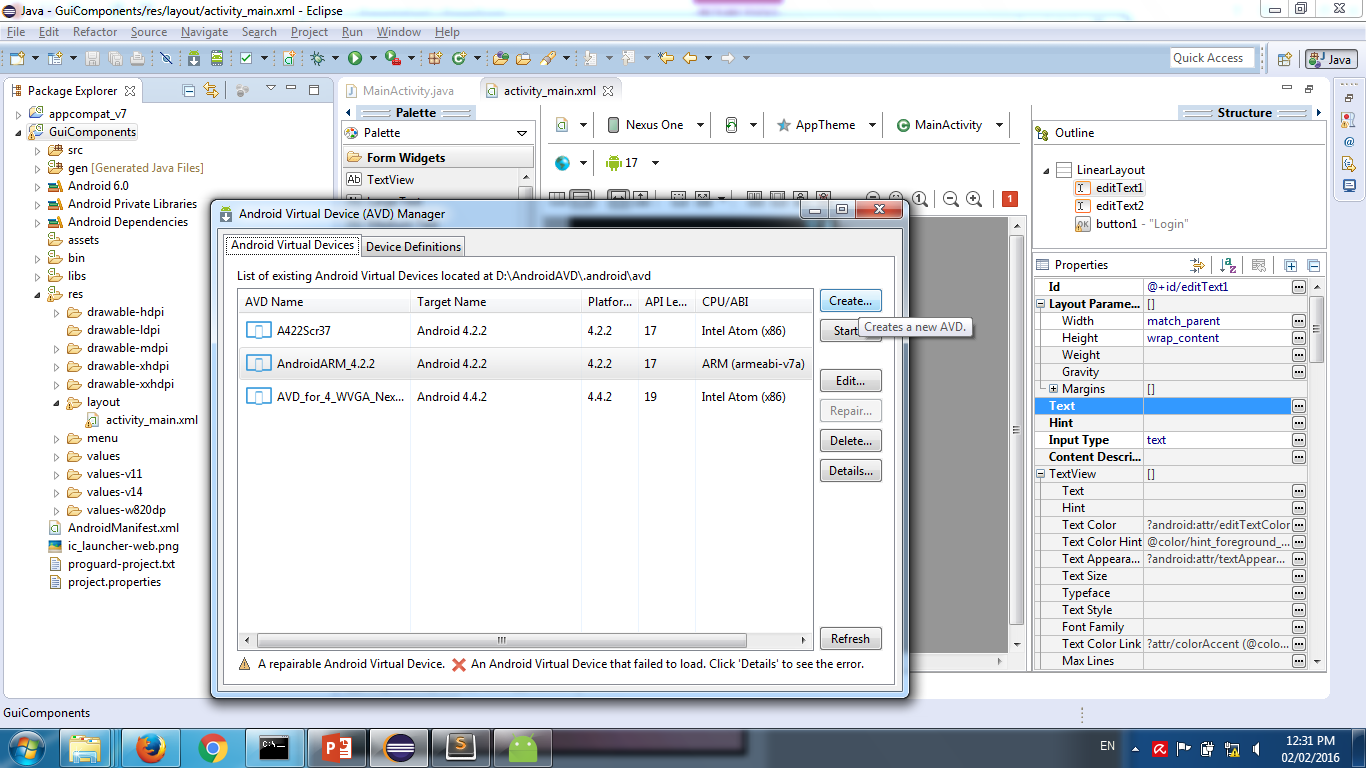 Java - GuiComponents/res/layout/activity_main.xml - Eclipse
File Edit Refactor Source Navigate Search Project Run Window Help
Quick Access
Java
Package Explorer
appcompat_v7
GuiComponents
src
gen [Generated Java Files]
Android 6.0
Android Private Libraries
Android Dependencies
assets
bin
libs
res
drawable-hdpi
drawable-ldpi
drawable-mdpi
drawable-xhdpi
drawable-xxhdpi
layout
activity_main.xml
menu
values
values-v11
values-v14
values-w820dp
AndroidManifest.xml
ic_launcher-web.png
proguard-project.txt
project.properties
MainActivity.java
activity_main.xml
Palette
Palette
Form Widgets
Ab TextView
Nexus One
AppTheme
MainActivity
17
1
Android Virtual Device (AVD) Manager
Android Virtual Devices
Device Definitions
List of existing Android Virtual Devices located at D:\AndroidAVD\.android\avd
AVD Name Target Name Platfor... API Le... CPU/ABI
A422Scr37 Android 4.2.2 4.2.2 17 Intel Atom (x86)
AndroidARM_4.2.2 Android 4.2.2 4.2.2 17 ARM (armeabi-v7a)
AVD_for_4_WVGA_Nex... Android 4.4.2 4.4.2 19 Intel Atom (x86)
Create...
Creates a new AVD.
Start
Edit...
Repair...
Delete...
Details...
Refresh
A repairable Android Virtual Device. An Android Virtual Device that failed to load. Click 'Details' to see the error.
Structure
Outline
LinearLayout
editText1
editText2
OK button1 - "Login"
Properties
Id @+id/editText1
Layout Parame... []
Width match_parent
Height wrap_content
Weight
Gravity
Margins []
Text
Hint
Input Type text
Content Descri...
TextView []
Text
Hint
Text Color ?android:attr/editTextColor
Text Color Hint @color/hint_foreground_...
Text Appeara... ?android:attr/textAppear...
Text Size
Typeface
Text Style
Font Family
Text Color Link ?attr/colorAccent (@colo...
Max Lines
GuiComponents
EN
12:31 PM
02/02/2016